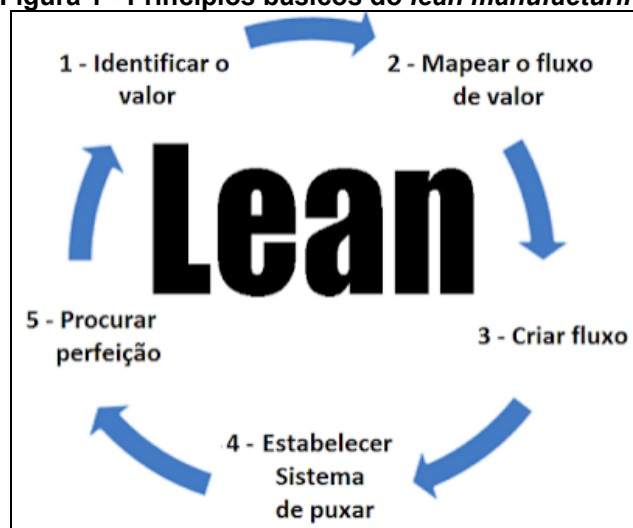 Figura 1 - Princípios básicos do lean manufacturin
1 - Identificar o
valor
2 - Mapear o fluxo
de valor
Lean
5 - Procurar
perfeição
3 - Criar fluxo
4 - Estabelecer
Sistema
de puxar